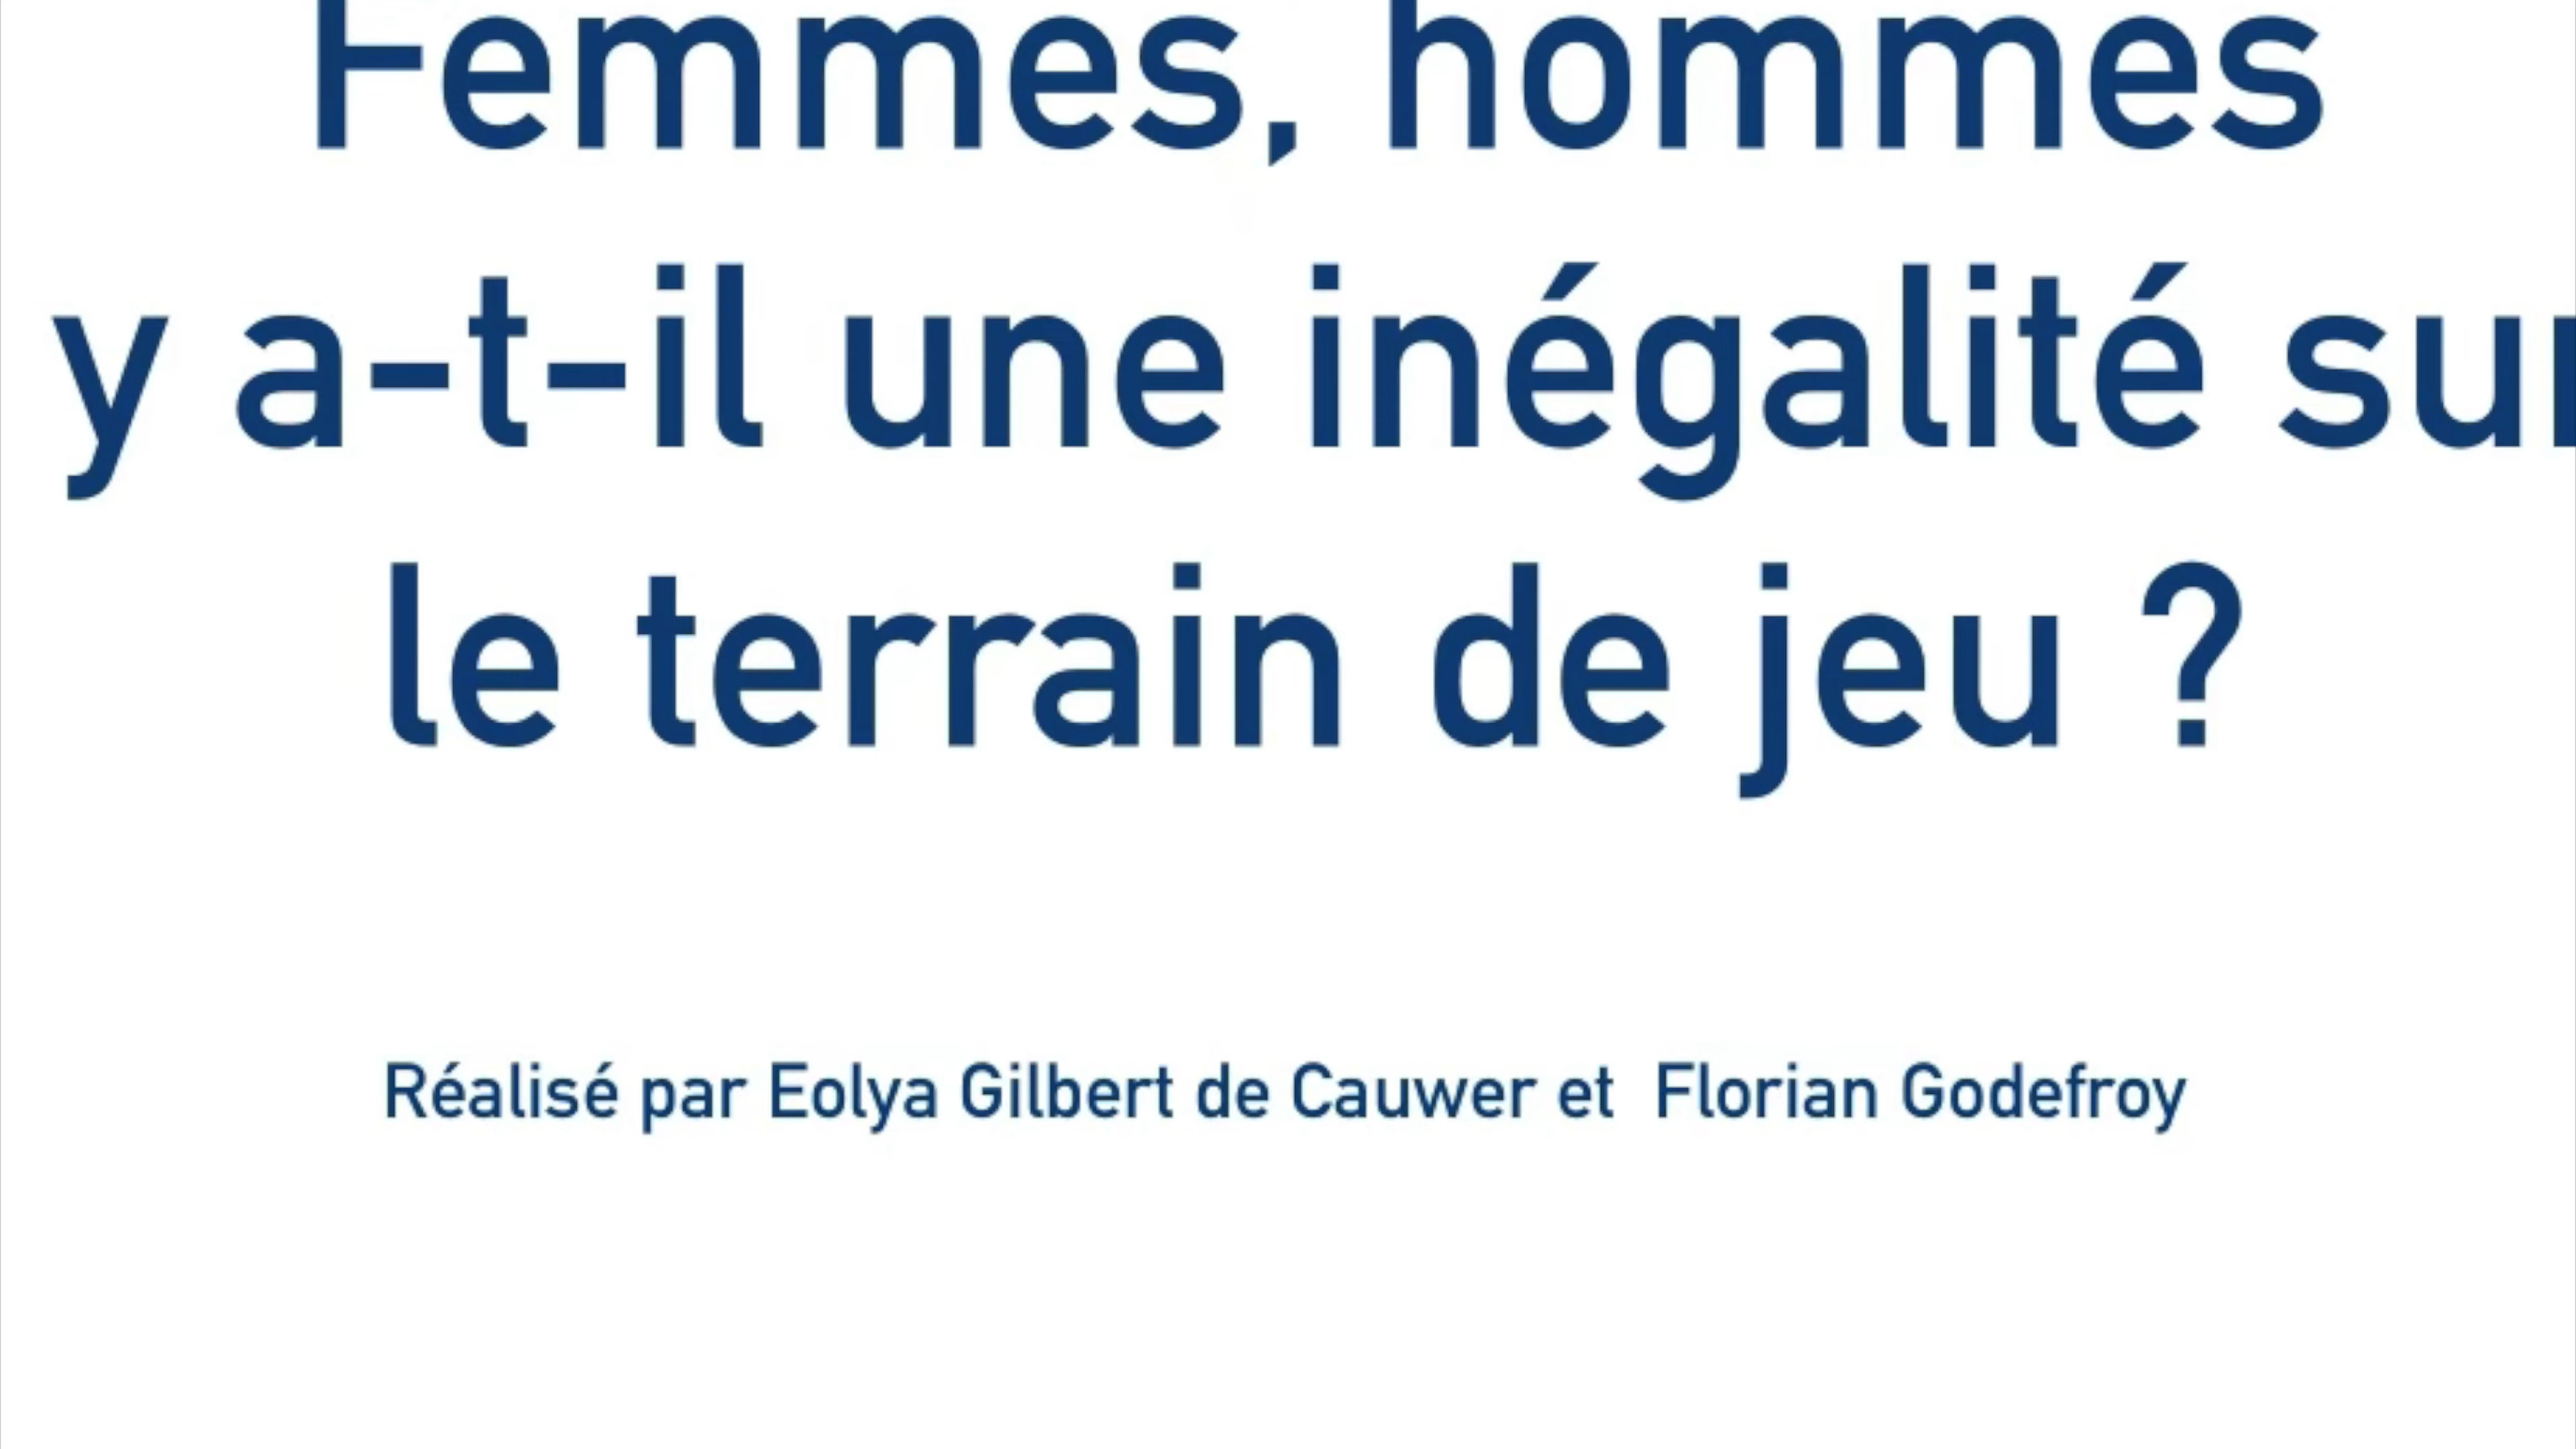 Femmes, hommes
y a-t-il une inégalité sur
le terrain de jeu ?
Réalisé par Eolya Gilbert de Cauwer et Florian Godefroy